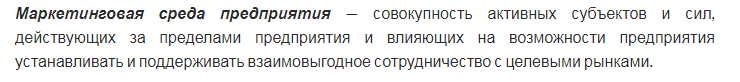 Маркетинговая среда предприятия — совокупность активных субъектов и сил,
действующих за пределами предприятия и влияющих на возможности предприятия
устанавливать и поддерживать взаимовыгодное сотрудничество с целевыми рынками.